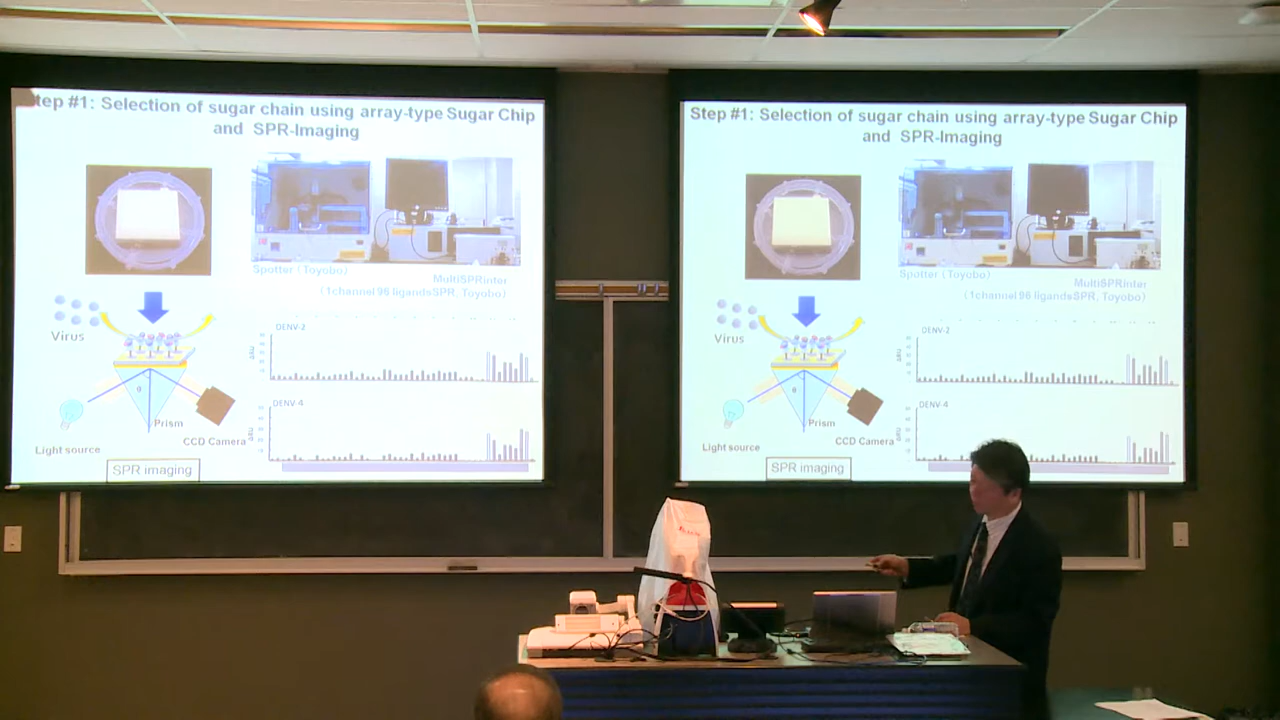 tep #1: Selection of sugar chain using array-type Sugar Chip
and SPR-Imaging
Spotter (Toyobo)
MultiSPRinter
(1channel 96 ligandsSPR, Toyobo)
Virus
DENV-2
θ
Prism
DENV-4
CCD Camera
Light source
SPR imaging
Step #1: Selection of sugar chain using array-type Sugar Chip
and SPR-Imaging
Spotter (Toyobo)
MultiSPRinter
(1channel 96 ligandsSPR, Toyobo)
Virus
DENV-2
θ
Prism
DENV-4
CCD Camera
Light source
SPR imaging